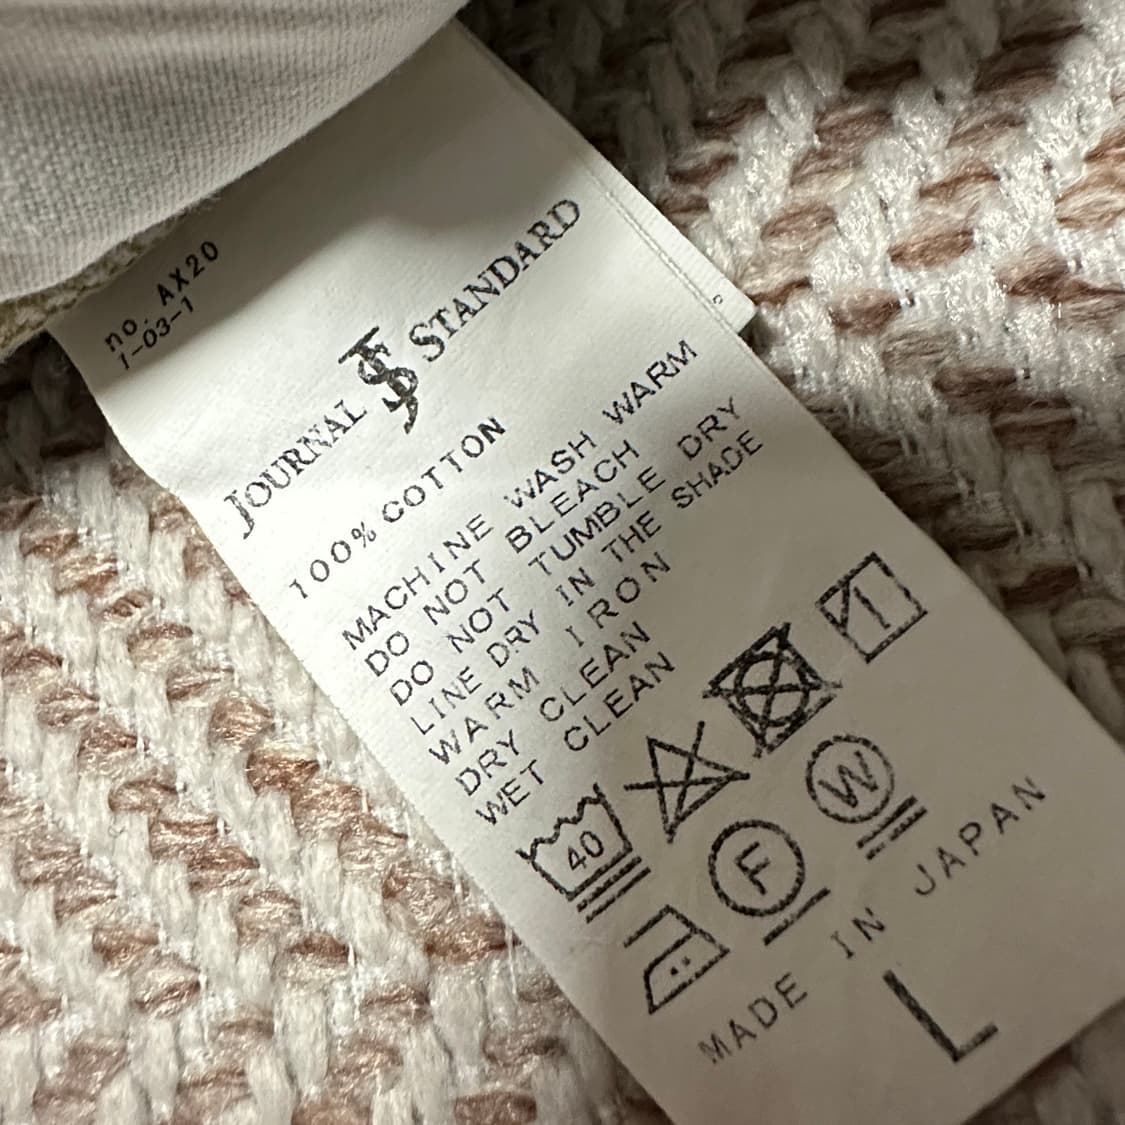 no. AX20
1-03-1
JOURNAL JS STANDARD
100% COTTON
MACHINE WASH WARM
DO NOT BLEACH
DO NOT TUMBLE DRY
LINE DRY IN THE SHADE
WARM IRON
DRY CLEAN
WET CLEAN
40
F W
MADE IN JAPAN
L